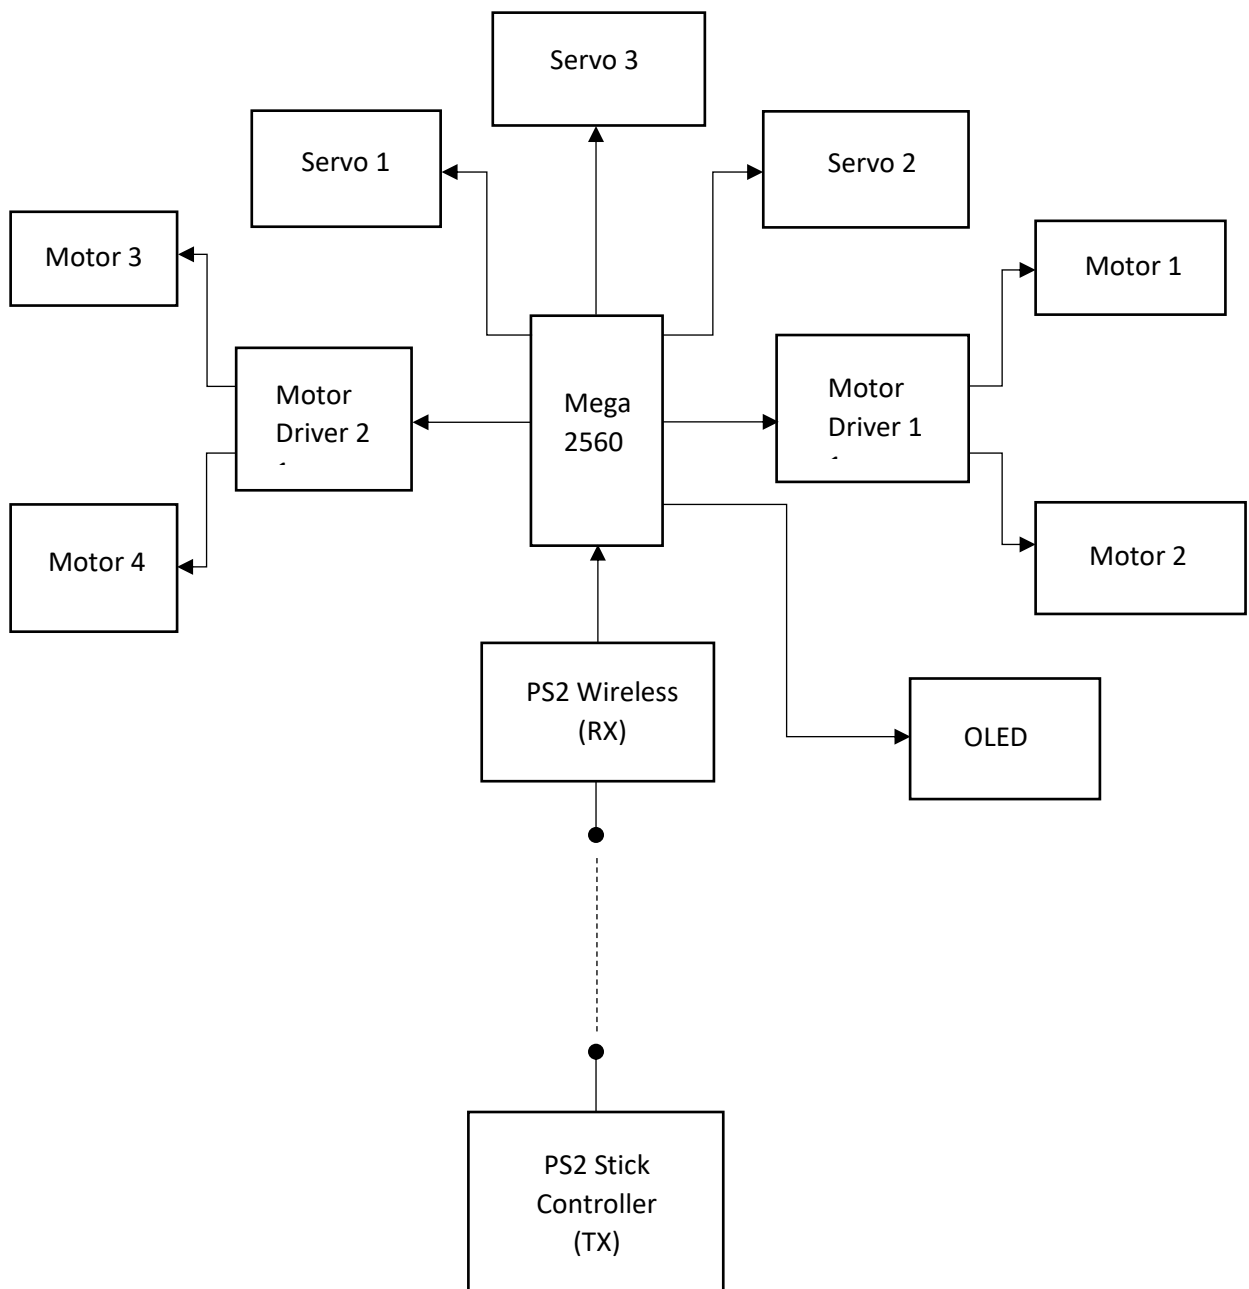 Servo 3
Servo 1
Servo 2
Motor 3
Motor 1
Motor
Driver 2
Mega
2560
Motor
Driver 1
Motor 4
Motor 2
PS2 Wireless
(RX)
OLED
PS2 Stick
Controller
(TX)